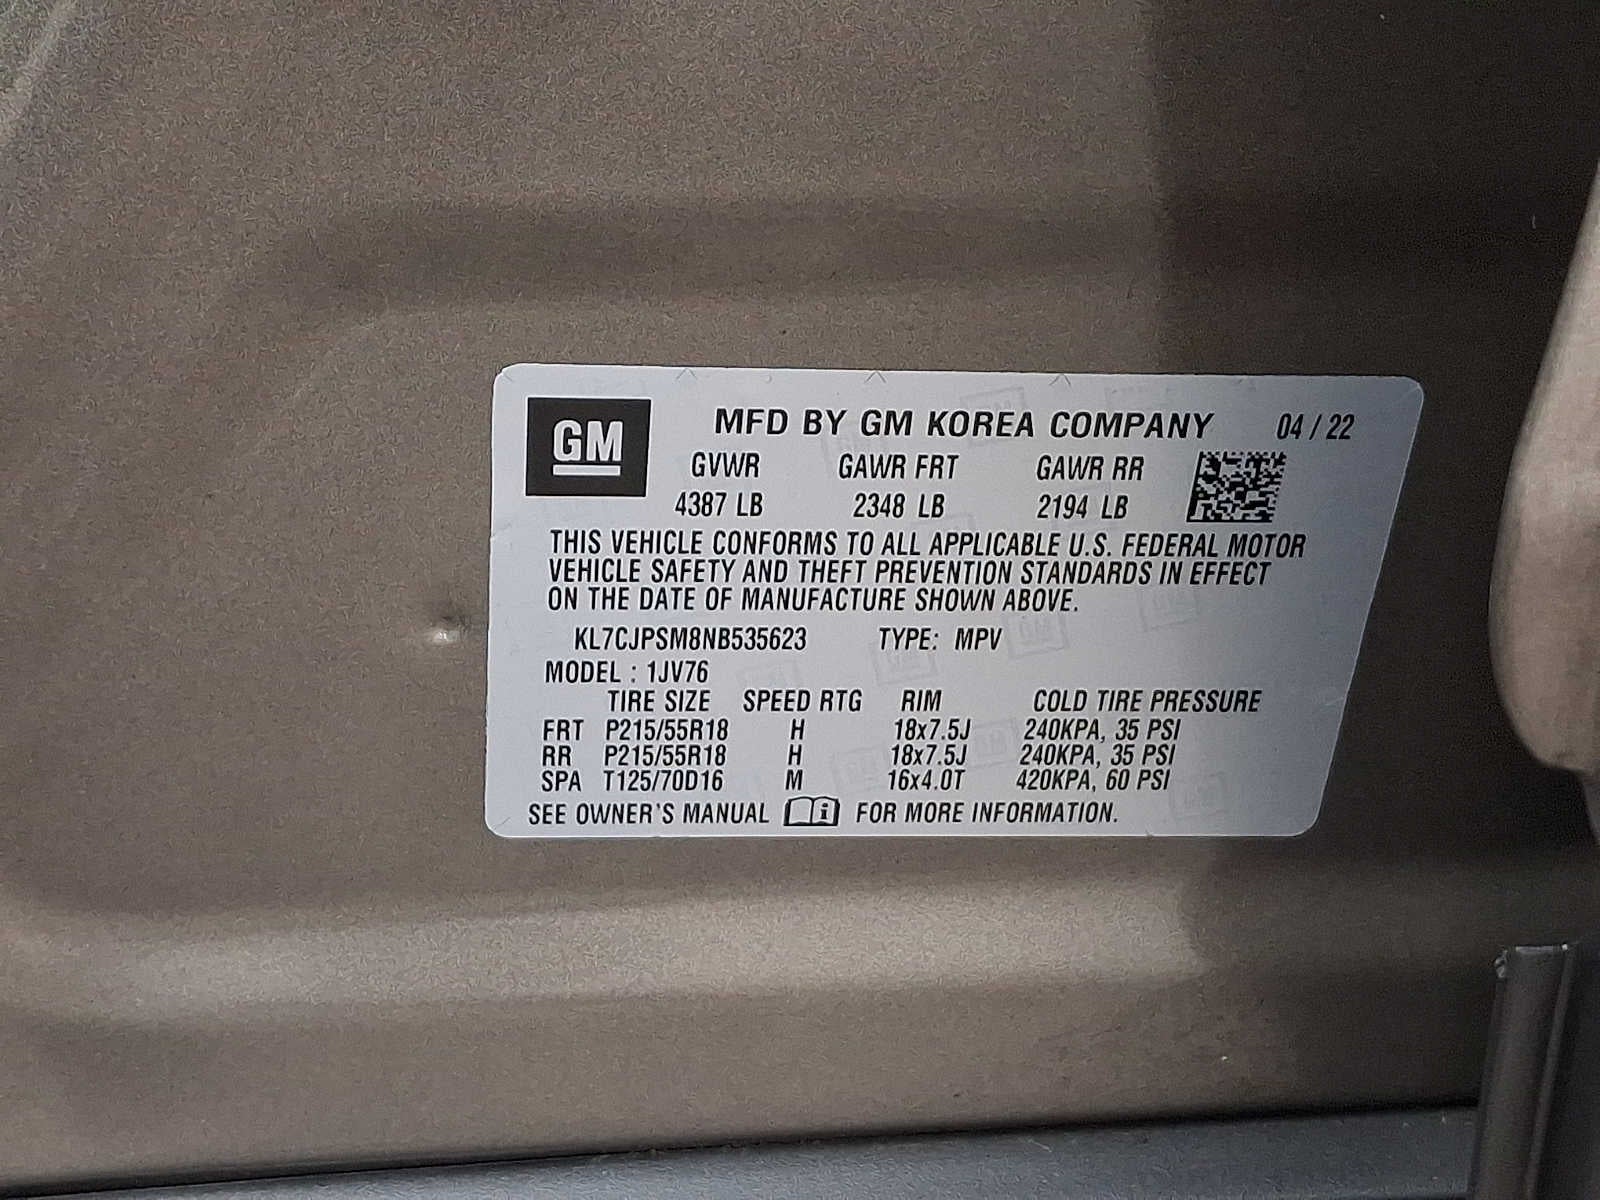 GM MFD BY GM KOREA COMPANY 04 / 22
GVWR GAWR FRT GAWR RR
4387 LB 2348 LB 2194 LB
THIS VEHICLE CONFORMS TO ALL APPLICABLE U.S. FEDERAL MOTOR
VEHICLE SAFETY AND THEFT PREVENTION STANDARDS IN EFFECT
ON THE DATE OF MANUFACTURE SHOWN ABOVE.
KL7CJPSM8NB535623 TYPE: MPV
MODEL : 1JV76
TIRE SIZE SPEED RTG RIM COLD TIRE PRESSURE
FRT P215/55R18 H 18x7.5J 240KPA, 35 PSI
RR P215/55R18 H 18x7.5J 240KPA, 35 PSI
SPA T125/70D16 M 16x4.0T 420KPA, 60 PSI
SEE OWNER'S MANUAL i FOR MORE INFORMATION.